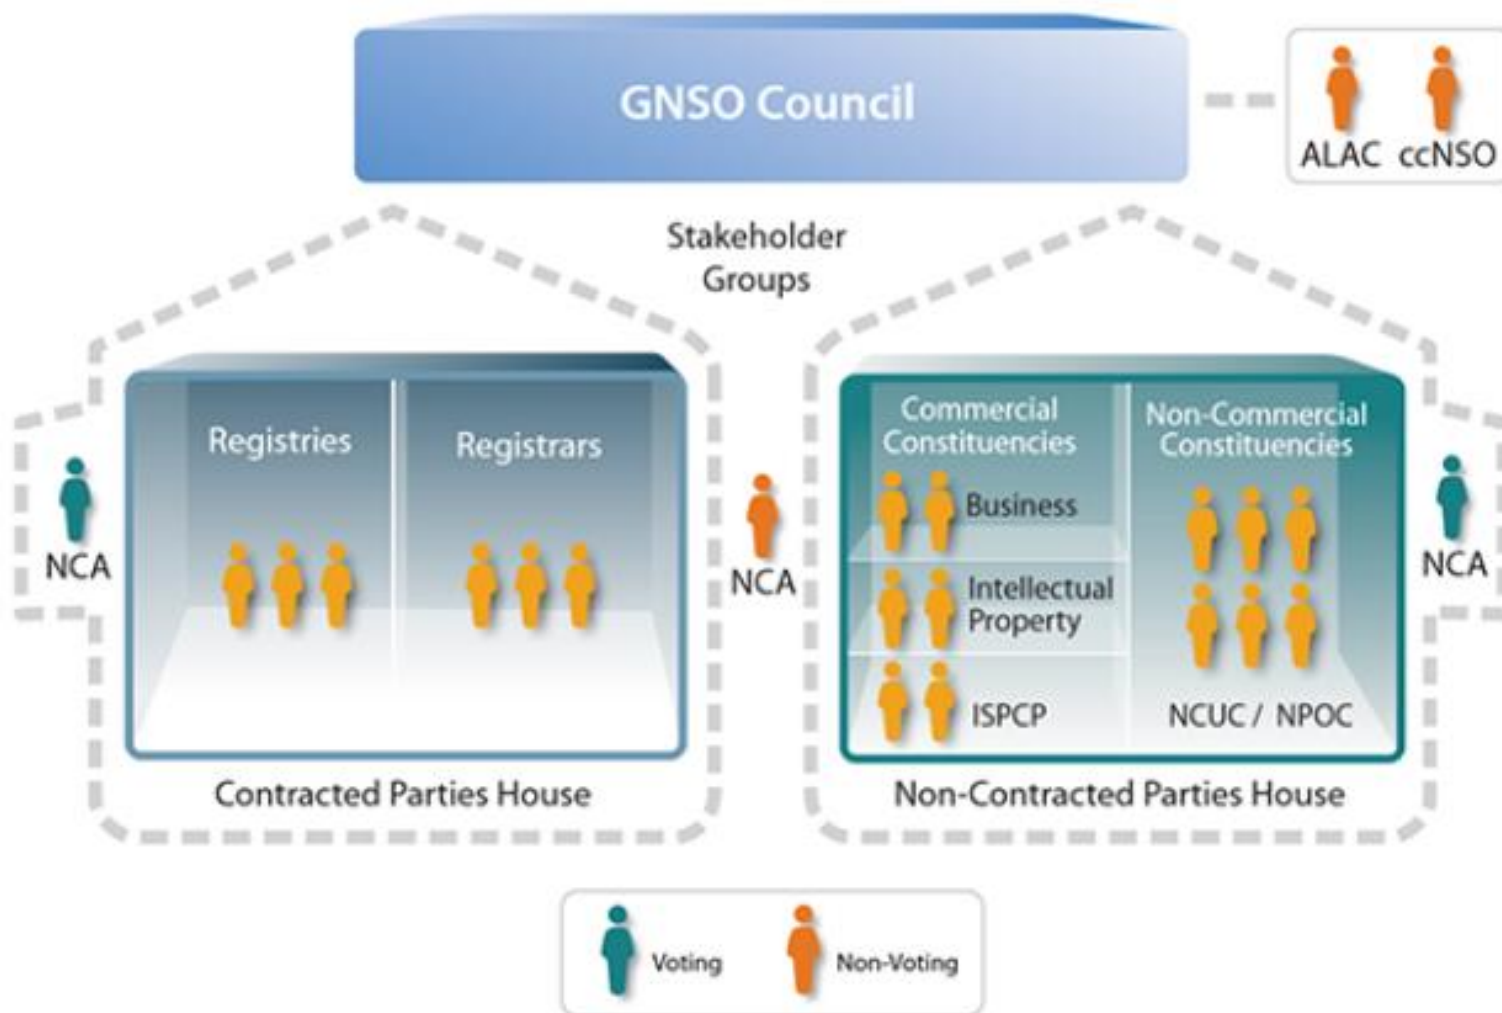 GNSO Council
ALAC ccNSO
Stakeholder
Groups
Registries
Registrars
NCA
NCA
Commercial
Constituencies
Business
Intellectual
Property
ISPCP
Non-Commercial
Constituencies
NCUC / NPOC
NCA
Contracted Parties House
Non-Contracted Parties House
Voting
Non-Voting